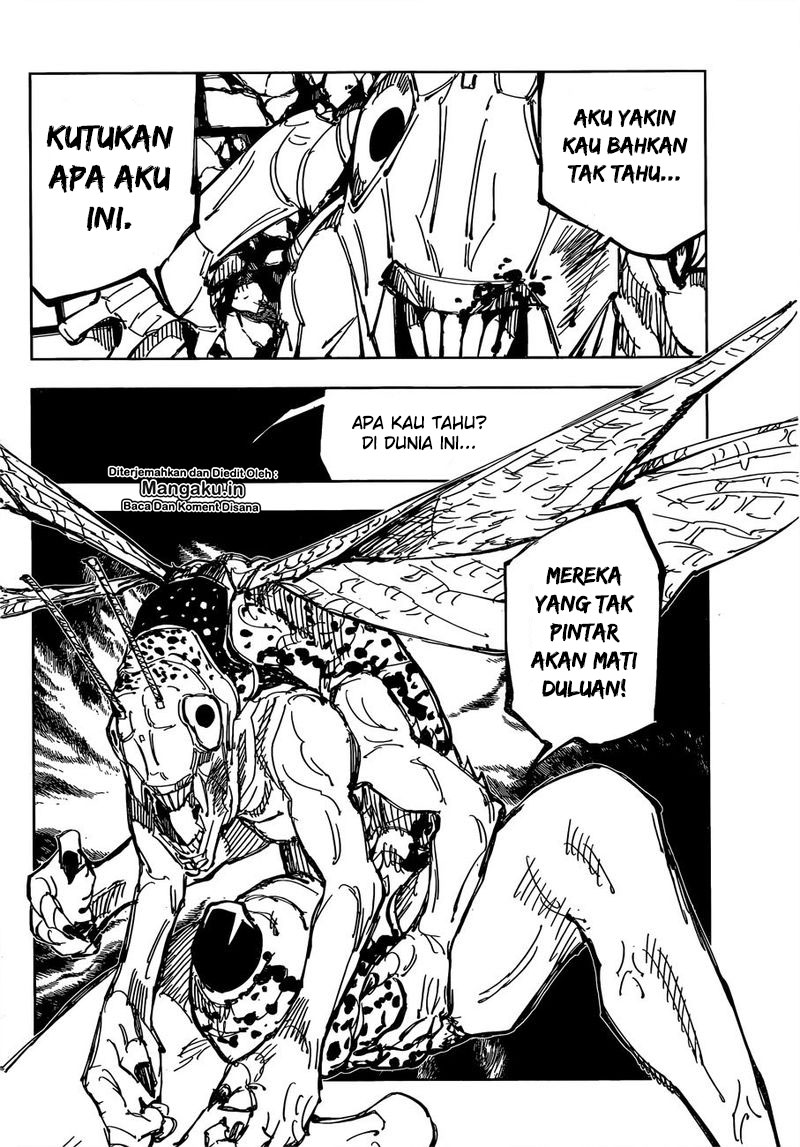 AKU YAKIN
KAU BAHKAN
TAK TAHU...
KUTUKAN
APA AKU
INI.
APA KAU TAHU?
DI DUNIA INI...
Diterjemahkan dan Diedit Oleh :
Mangaku.in
Baca Dan Koment Disana
MEREKA
YANG TAK
PINTAR
AKAN MATI
DULUAN!